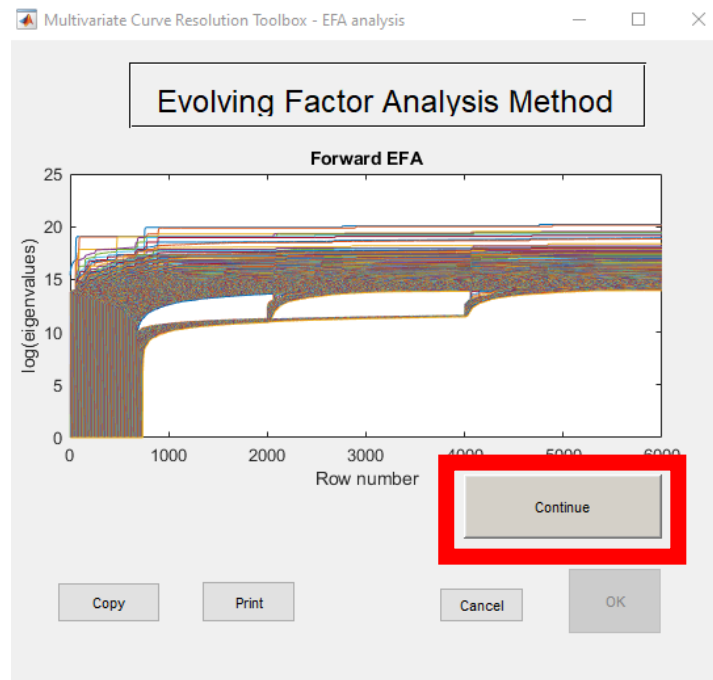 Multivariate Curve Resolution Toolbox - EFA analysis
Evolving Factor Analysis Method
Forward EFA
25
20
15
10
5
0
log(eigenvalues)
0 1000 2000 3000 4000 5000 6000
Row number
Continue
Copy Print Cancel OK